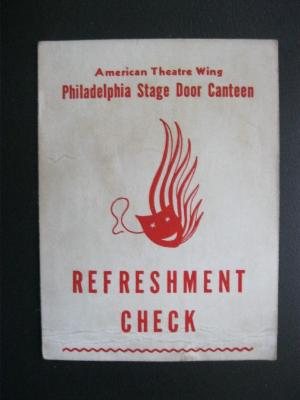 American Theatre Wing
Philadelphia Stage Door Canteen
REFRESHMENT
CHECK